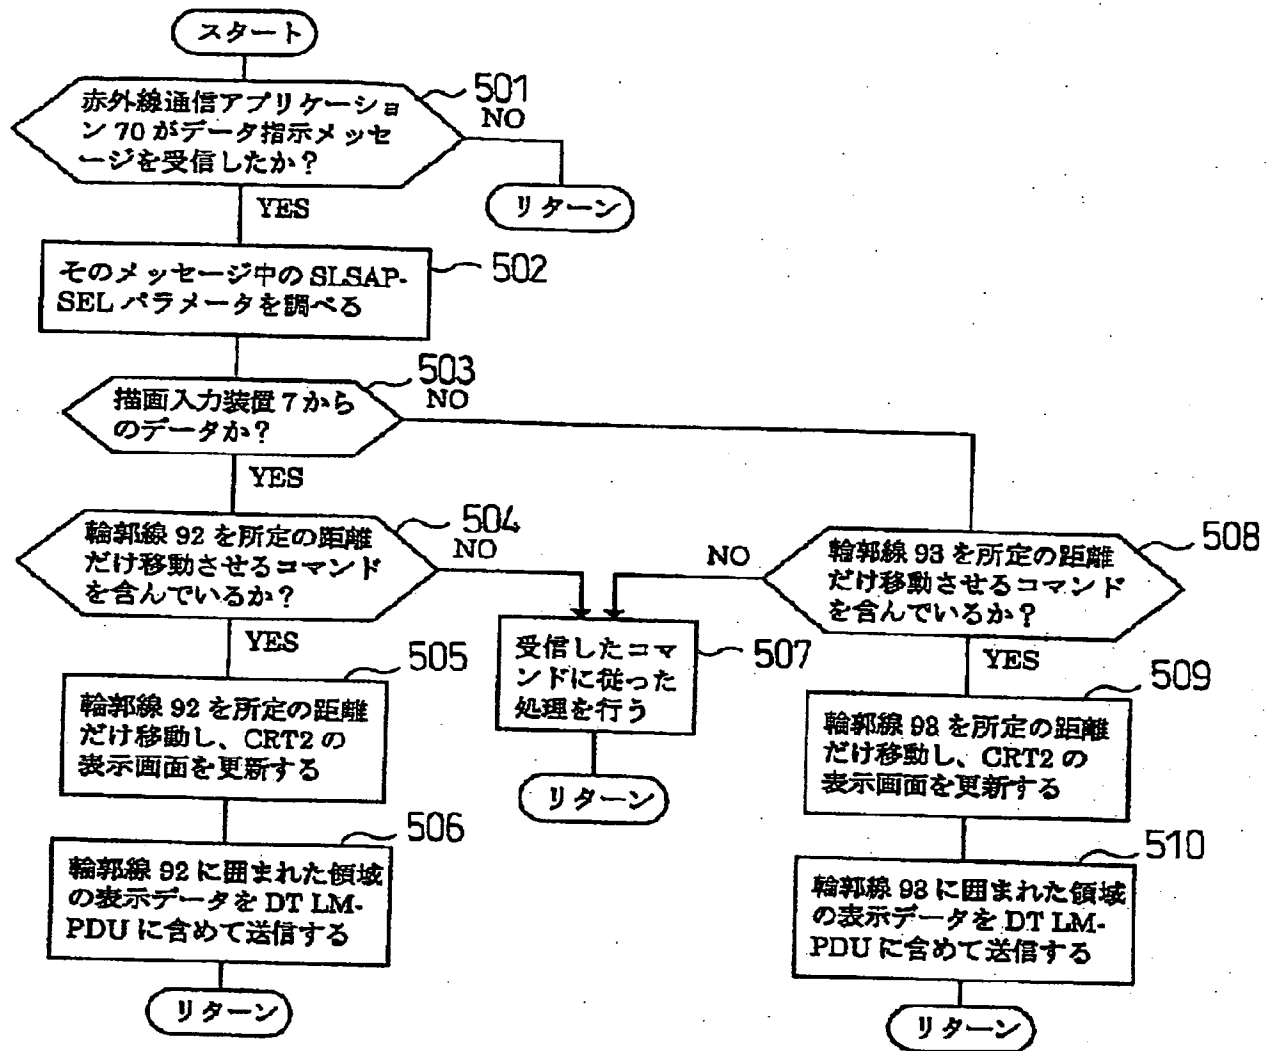 スタート
501
赤外線通信アプリケーショ
ン 70 がデータ指示メッセ
ージを受信したか？
NO
リターン
YES
502
そのメッセージ中の SLSAP-
SEL パラメータを調べる
503
描画入力装置 7 から
のデータか？
NO
YES
504
輪郭線 92 を所定の距離
だけ移動させるコマンド
を含んでいるか？
NO
YES
505
輪郭線 92 を所定の距離
だけ移動し、CRT2 の
表示画面を更新する
506
輪郭線 92 に囲まれた領域
の表示データを DT LM-
PDU に含めて送信する
リターン
507
受信したコマ
ンドに従った
処理を行う
リターン
508
輪郭線 93 を所定の距離
だけ移動させるコマンド
を含んでいるか？
NO
YES
509
輪郭線 93 を所定の距離
だけ移動し、CRT2 の
表示画面を更新する
510
輪郭線 93 に囲まれた領域
の表示データを DT LM-
PDU に含めて送信する
リターン